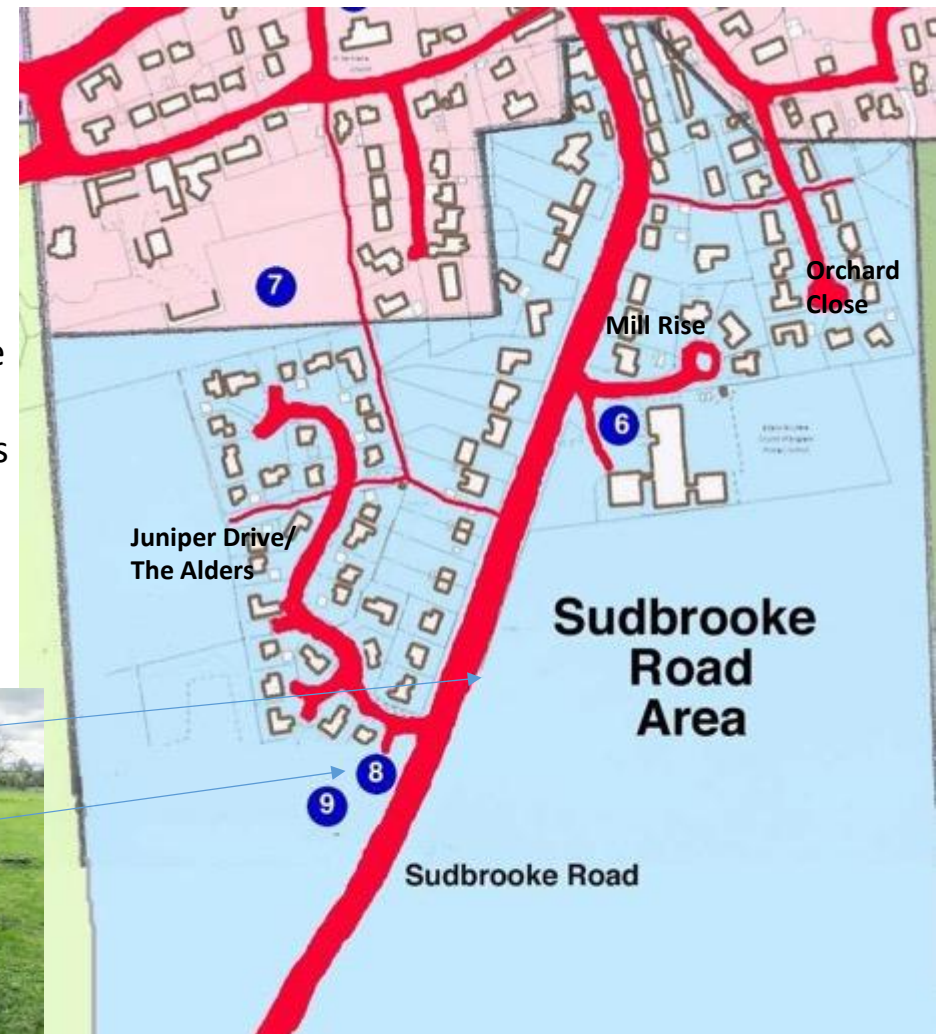 7
Orchard
Close
Mill Rise
e
6
s
Juniper Drive/
The Alders
Sudbrooke
Road
Area
8
9
Sudbrooke Road